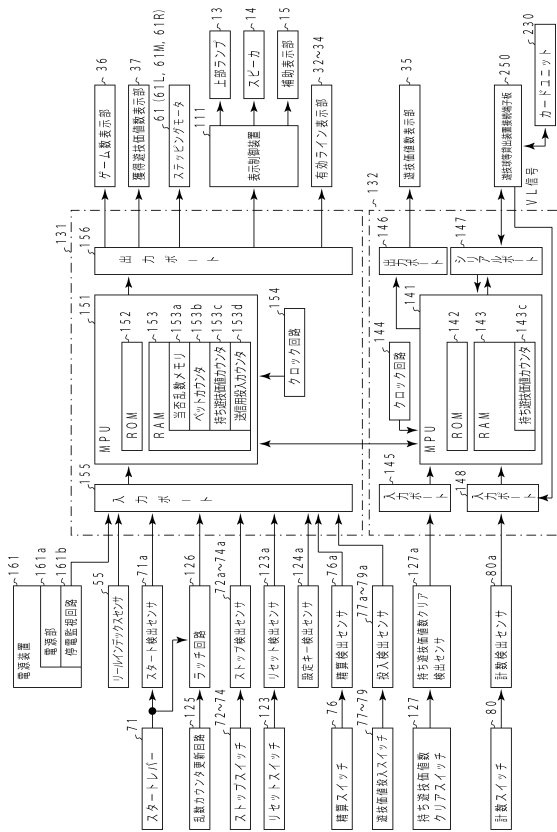 スタートレバー
71
乱数カウンタ更新回路
125
ストップスイッチ
72~74
リセットスイッチ
123
精算スイッチ
76
遊技価値投入スイッチ
77~79
持ち遊技価値数
クリアスイッチ
127
計数スイッチ
80
電源装置
161
電源部
161a
停電監視回路
161b
リールインデックスセンサ
55
スタート検出センサ
71a
ラッチ回路
126
ストップ検出センサ
72a~74a
リセット検出センサ
123a
設定キー検出センサ
124a
精算検出センサ
76a
投入検出センサ
77a~79a
持ち遊技価値数クリア
検出センサ
127a
計数検出センサ
80a
131
入力ポート
155
MPU
151
ROM
152
RAM
153
当否乱数メモリ
153a
ベットカウンタ
153b
持ち遊技価値カウンタ
153c
送信用投入カウンタ
153d
クロック回路
154
出力ポート
156
132
入力ポート
145
入力ポート
148
クロック回路
144
MPU
141
ROM
142
RAM
143
持ち遊技価値カウンタ
143c
出力ポート
146
シリアルポート
147
ゲーム数表示部
36
獲得遊技価値数表示部
37
ステッピングモータ
61(61L, 61M, 61R)
表示制御装置
111
上部ランプ
13
スピーカ
14
補助表示部
15
有効ライン表示部
32~34
遊技価値数表示部
35
遊技球等貸出装置接続端子板
250
VL信号
カードユニット
230